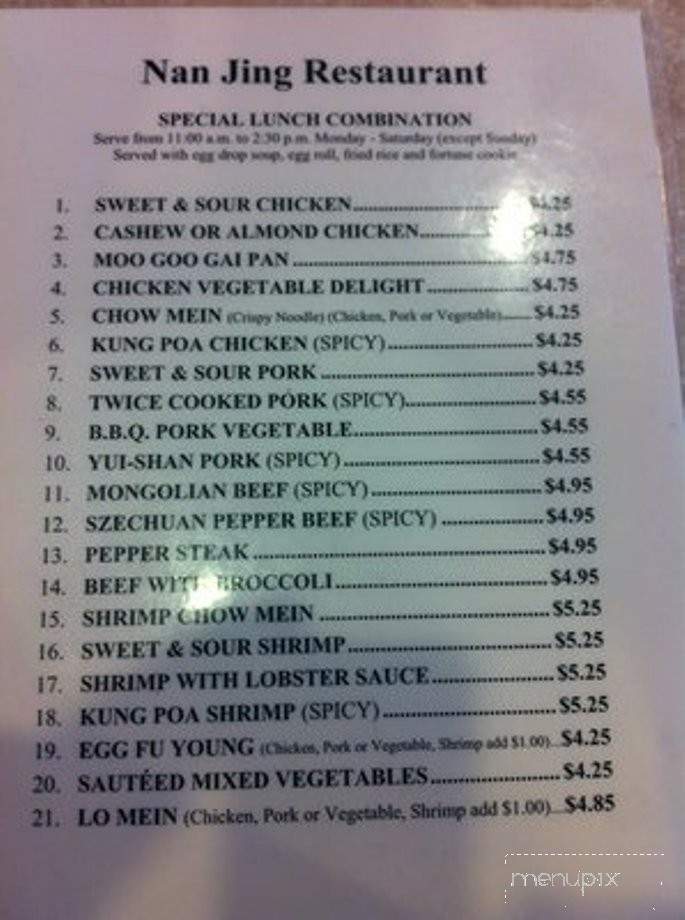 Nan Jing Restaurant
SPECIAL LUNCH COMBINATION
Serve from 11:00 a.m. to 2:30 p.m. Monday - Saturday (except Sunday)
Served with egg drop soup, egg roll, fried rice and fortune cookie
1. SWEET & SOUR CHICKEN $4.25
2. CASHEW OR ALMOND CHICKEN $4.25
3. MOO GOO GAI PAN $4.75
4. CHICKEN VEGETABLE DELIGHT $4.75
5. CHOW MEIN (Crispy Noodle) (Chicken, Pork or Vegetable) $4.25
6. KUNG POA CHICKEN (SPICY) $4.25
7. SWEET & SOUR PORK $4.25
8. TWICE COOKED PORK (SPICY) $4.55
9. B.B.Q. PORK VEGETABLE $4.55
10. YUI-SHAN PORK (SPICY) $4.55
11. MONGOLIAN BEEF (SPICY) $4.95
12. SZECHUAN PEPPER BEEF (SPICY) $4.95
13. PEPPER STEAK $4.95
14. BEEF WITH BROCCOLI $4.95
15. SHRIMP CHOW MEIN $5.25
16. SWEET & SOUR SHRIMP $5.25
17. SHRIMP WITH LOBSTER SAUCE $5.25
18. KUNG POA SHRIMP (SPICY) $5.25
19. EGG FU YOUNG (Chicken, Pork or Vegetable, Shrimp add $1.00) $4.25
20. SAUTÉED MIXED VEGETABLES $4.25
21. LO MEIN (Chicken, Pork or Vegetable, Shrimp add $1.00) $4.85
menupix